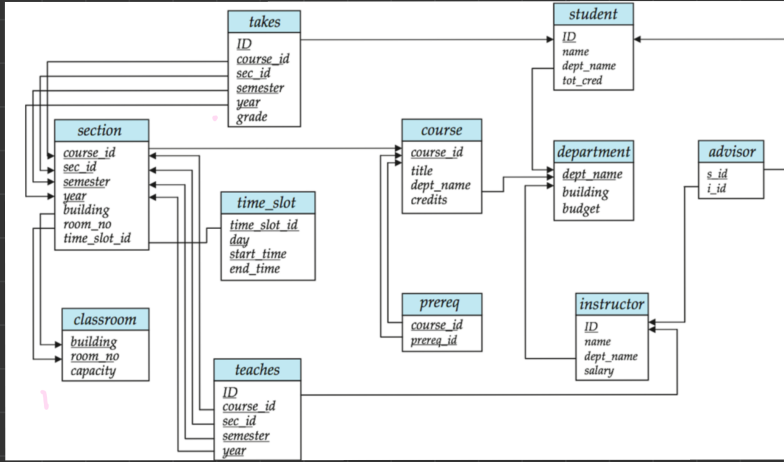 takes
ID
course_id
sec_id
semester
year
grade
student
ID
name
dept_name
tot_cred
section
course_id
sec_id
semester
year
building
room_no
time_slot_id
course
course_id
title
dept_name
credits
department
dept_name
building
budget
advisor
s_id
i_id
time_slot
time_slot_id
day
start_time
end_time
prereq
course_id
prereq_id
instructor
ID
name
dept_name
salary
classroom
building
room_no
capacity
teaches
ID
course_id
sec_id
semester
year